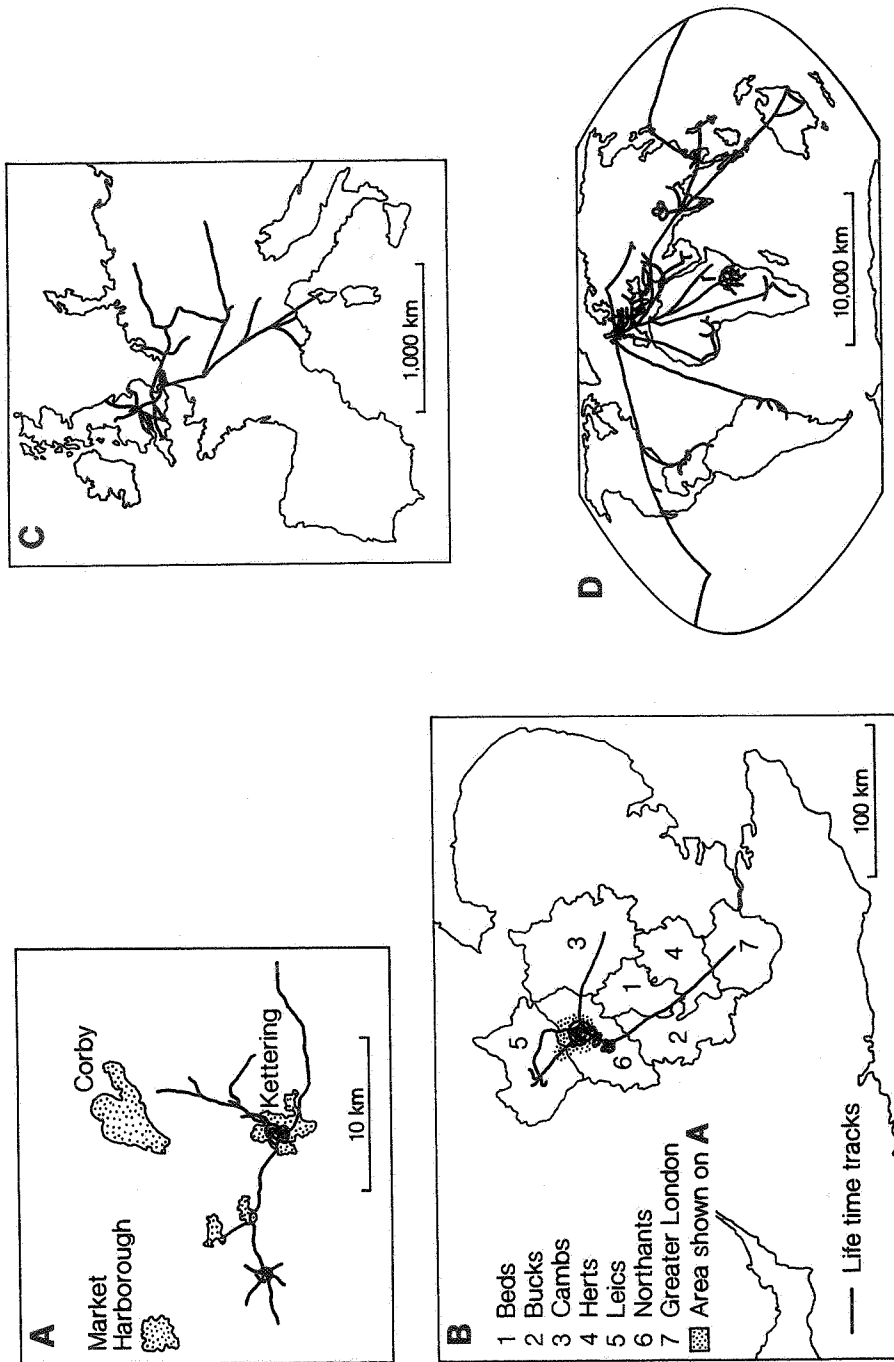 A
Market
Harborough
Corby
Kettering
10 km
B
1 Beds
2 Bucks
3 Cambs
4 Herts
5 Leics
6 Northants
7 Greater London
Area shown on A
Life time tracks
5
3
1
6
4
2
7
100 km
C
1,000 km
D
10,000 km